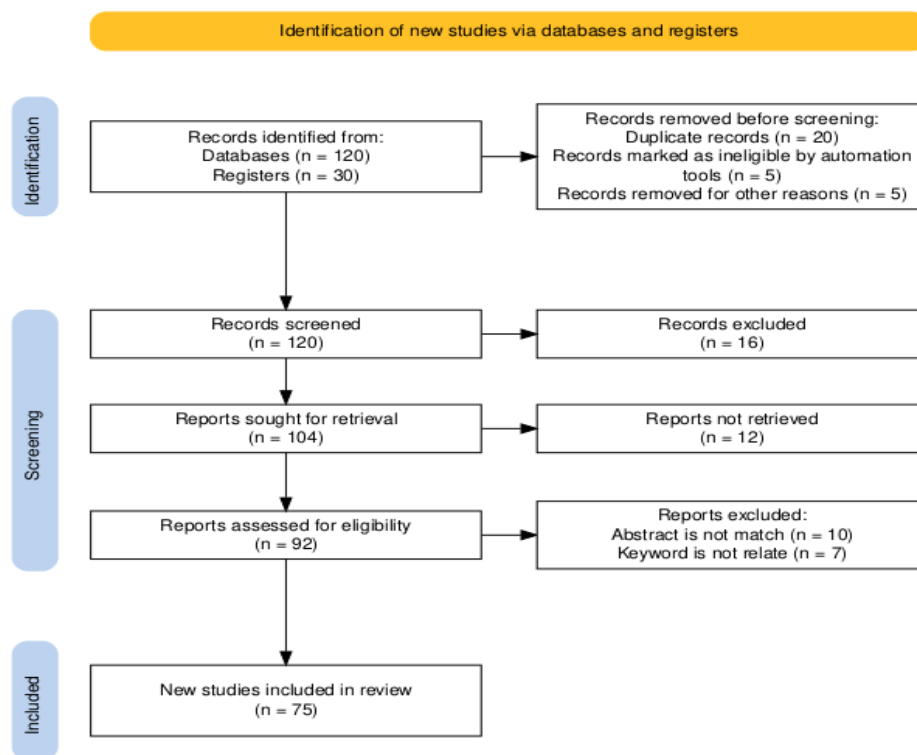 Identification of new studies via databases and registers
Identification
Records identified from:
Databases (n = 120)
Registers (n = 30)
Records removed before screening:
Duplicate records (n = 20)
Records marked as ineligible by automation
tools (n = 5)
Records removed for other reasons (n = 5)
Screening
Records screened
(n = 120)
Records excluded
(n = 16)
Reports sought for retrieval
(n = 104)
Reports not retrieved
(n = 12)
Reports assessed for eligibility
(n = 92)
Reports excluded:
Abstract is not match (n = 10)
Keyword is not relate (n = 7)
Included
New studies included in review
(n = 75)